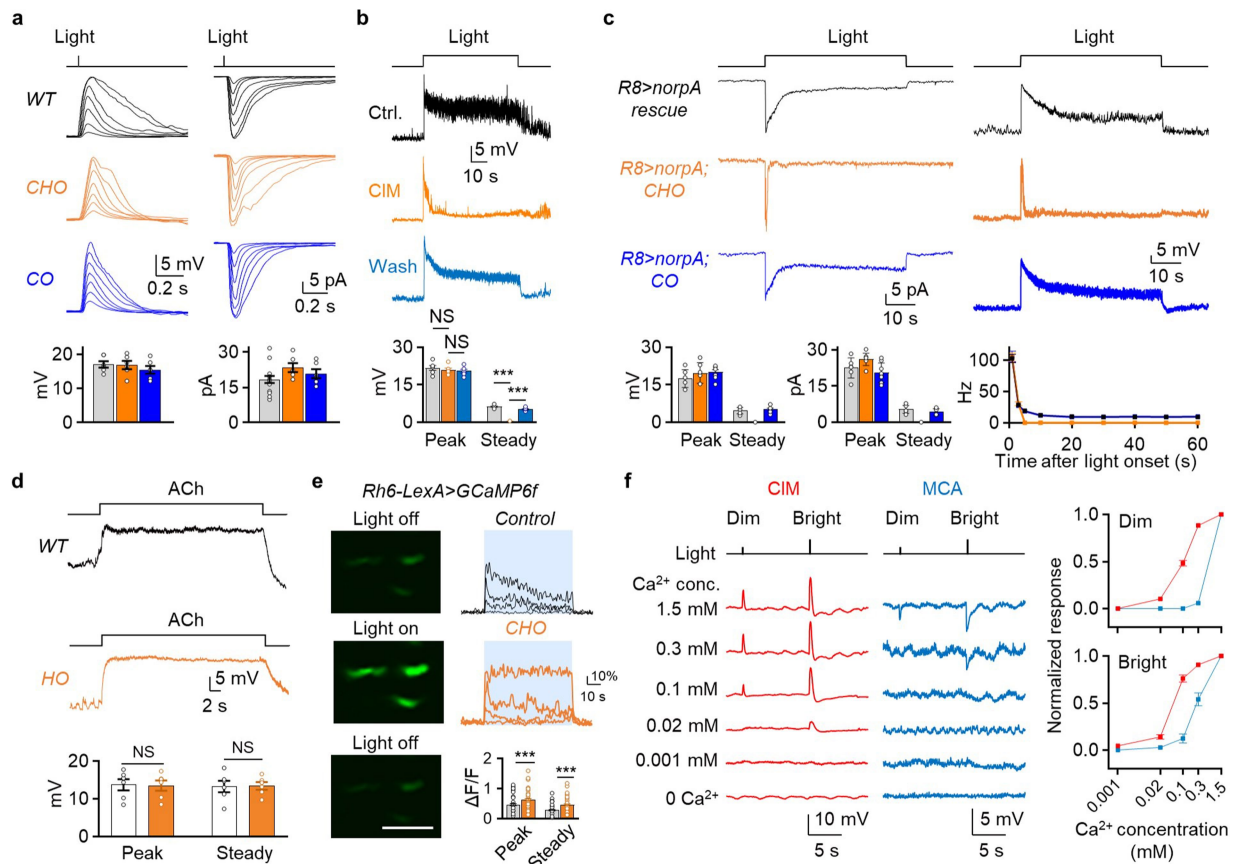 a
Light
Light
WT
CHO
CO
5 mV
0.2 s
5 pA
0.2 s
20
10
0
mV
30
15
0
pA
b
Light
Ctrl.
5 mV
10 s
CIM
Wash
NS
NS
***
***
30
15
0
mV
Peak
Steady
c
Light
Light
R8>norpA
rescue
R8>norpA;
CHO
R8>norpA;
CO
5 pA
10 s
5 mV
10 s
30
15
0
mV
Peak
Steady
30
15
0
pA
Peak
Steady
100
50
0
Hz
0
20
40
60
Time after light onset (s)
d
ACh
WT
ACh
HO
5 mV
2 s
NS
NS
20
10
0
mV
Peak
Steady
e
Rh6-LexA>GCaMP6f
Light off
Control
Light on
CHO
10%
10 s
Light off
***
***
2
1
0
ΔF/F
Peak
Steady
f
CIM
MCA
Dim
Bright
Dim
Bright
Light
Ca²⁺ conc.
1.5 mM
0.3 mM
0.1 mM
0.02 mM
0.001 mM
0 Ca²⁺
10 mV
5 s
5 mV
5 s
Dim
1.0
0.5
0.0
Bright
1.0
0.5
0.0
Normalized response
0.001
0.02
0.1
0.3
1.5
Ca²⁺ concentration
(mM)